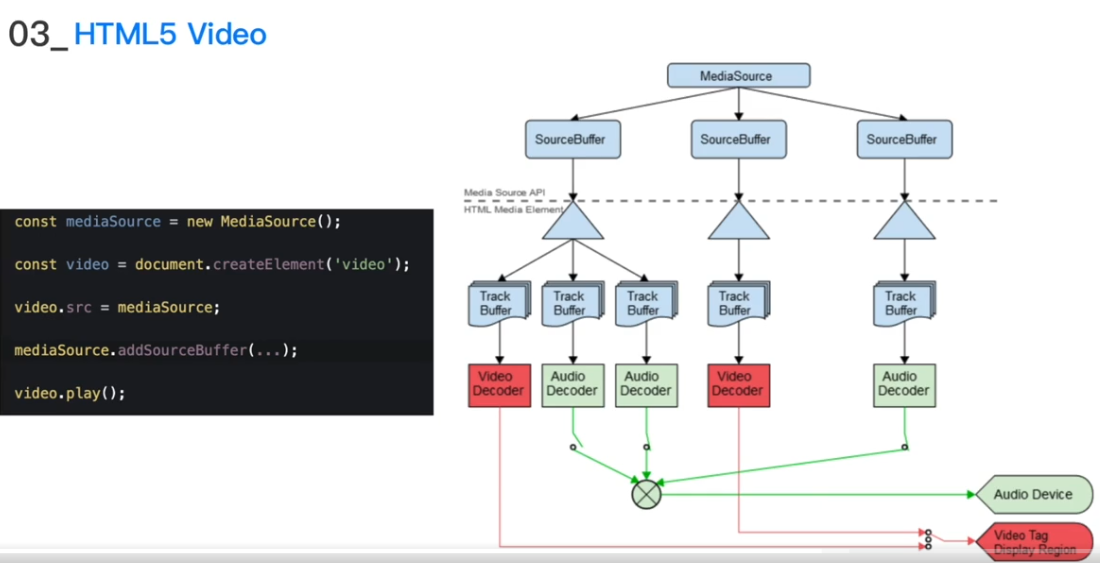 03_ HTML5 Video
MediaSource
SourceBuffer
SourceBuffer
SourceBuffer
Media Source API
HTML Media Element
const mediaSource = new MediaSource();
const video = document.createElement('video');
video.src = mediaSource;
mediaSource.addSourceBuffer(...);
video.play();
Track
Buffer
Track
Buffer
Track
Buffer
Track
Buffer
Track
Buffer
Video
Decoder
Audio
Decoder
Audio
Decoder
Video
Decoder
Audio
Decoder
Audio Device
Video Tag
Display Region